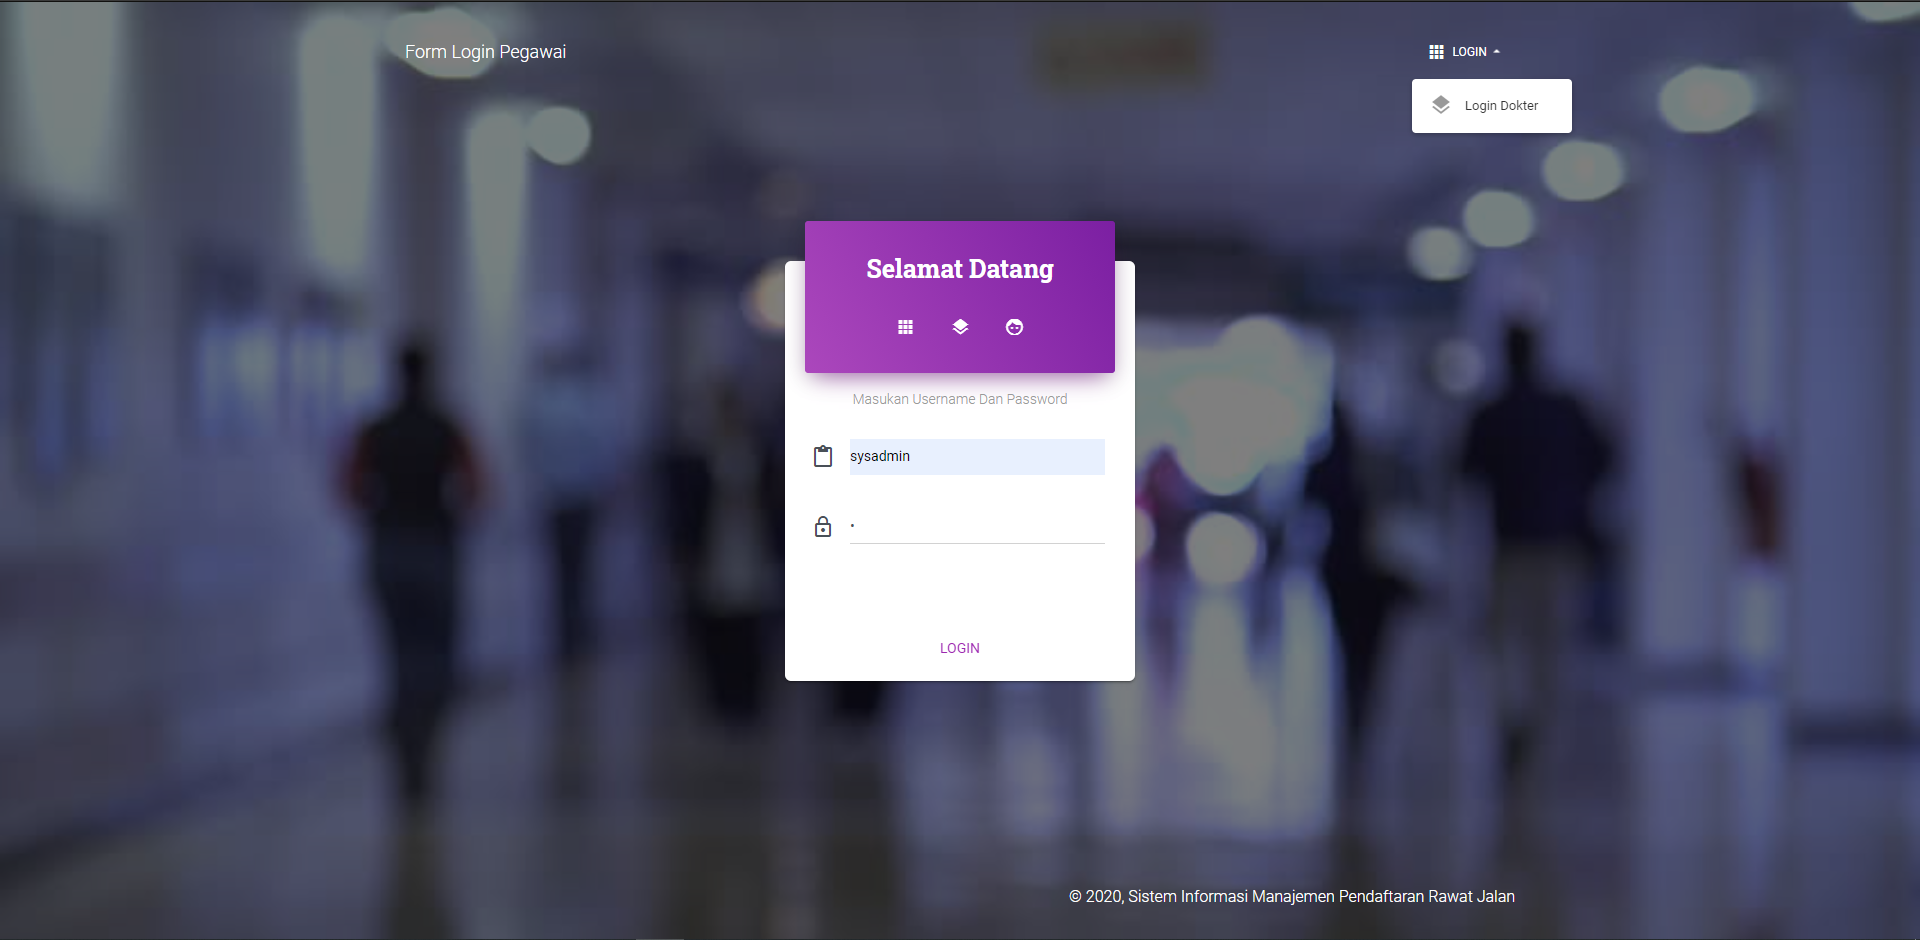 Form Login Pegawai
LOGIN
Login Dokter
Selamat Datang
Masukan Username Dan Password
sysadmin
LOGIN
© 2020, Sistem Informasi Manajemen Pendaftaran Rawat Jalan